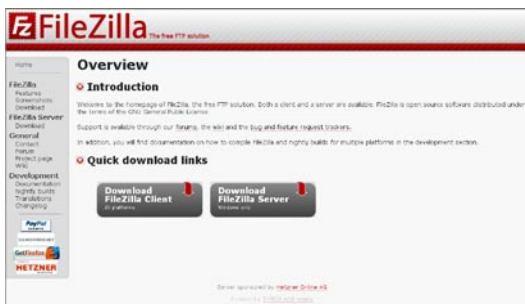 FileZilla The free FTP solution
Home
FileZilla
Features
Screenshots
Download
FileZilla Server
Download
General
Contact
Forum
Project page
Wiki
Development
Documentation
Nightly builds
Translations
Changelog
PayPal
GetFirefox
HETZNER
Overview
Introduction
Welcome to the homepage of FileZilla, the free FTP solution. Both a client and a server are available. FileZilla is open source software distributed under
the terms of the GNU General Public License
Support is available through our forums, the wiki and the bug and feature request trackers.
In addition, you will find documentation on how to compile FileZilla and nightly builds for multiple platforms in the development section.
Quick download links
Download
FileZilla Client
All platforms
Download
FileZilla Server
Windows only
Server sponsored by Hetzner Online AG